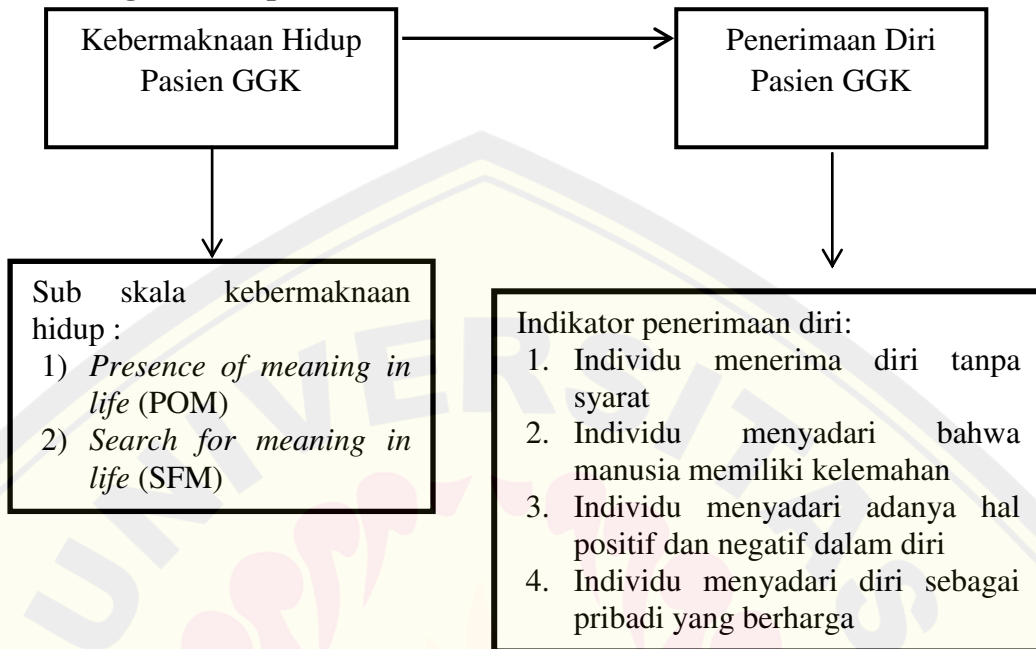 Kebermaknaan Hidup
Pasien GGK
Penerimaan Diri
Pasien GGK
Sub skala kebermaknaan
hidup :
1) Presence of meaning in
life (POM)
2) Search for meaning in
life (SFM)
Indikator penerimaan diri:
1. Individu menerima diri tanpa
syarat
2. Individu menyadari bahwa
manusia memiliki kelemahan
3. Individu menyadari adanya hal
positif dan negatif dalam diri
4. Individu menyadari diri sebagai
pribadi yang berharga
UNIVERSITAS